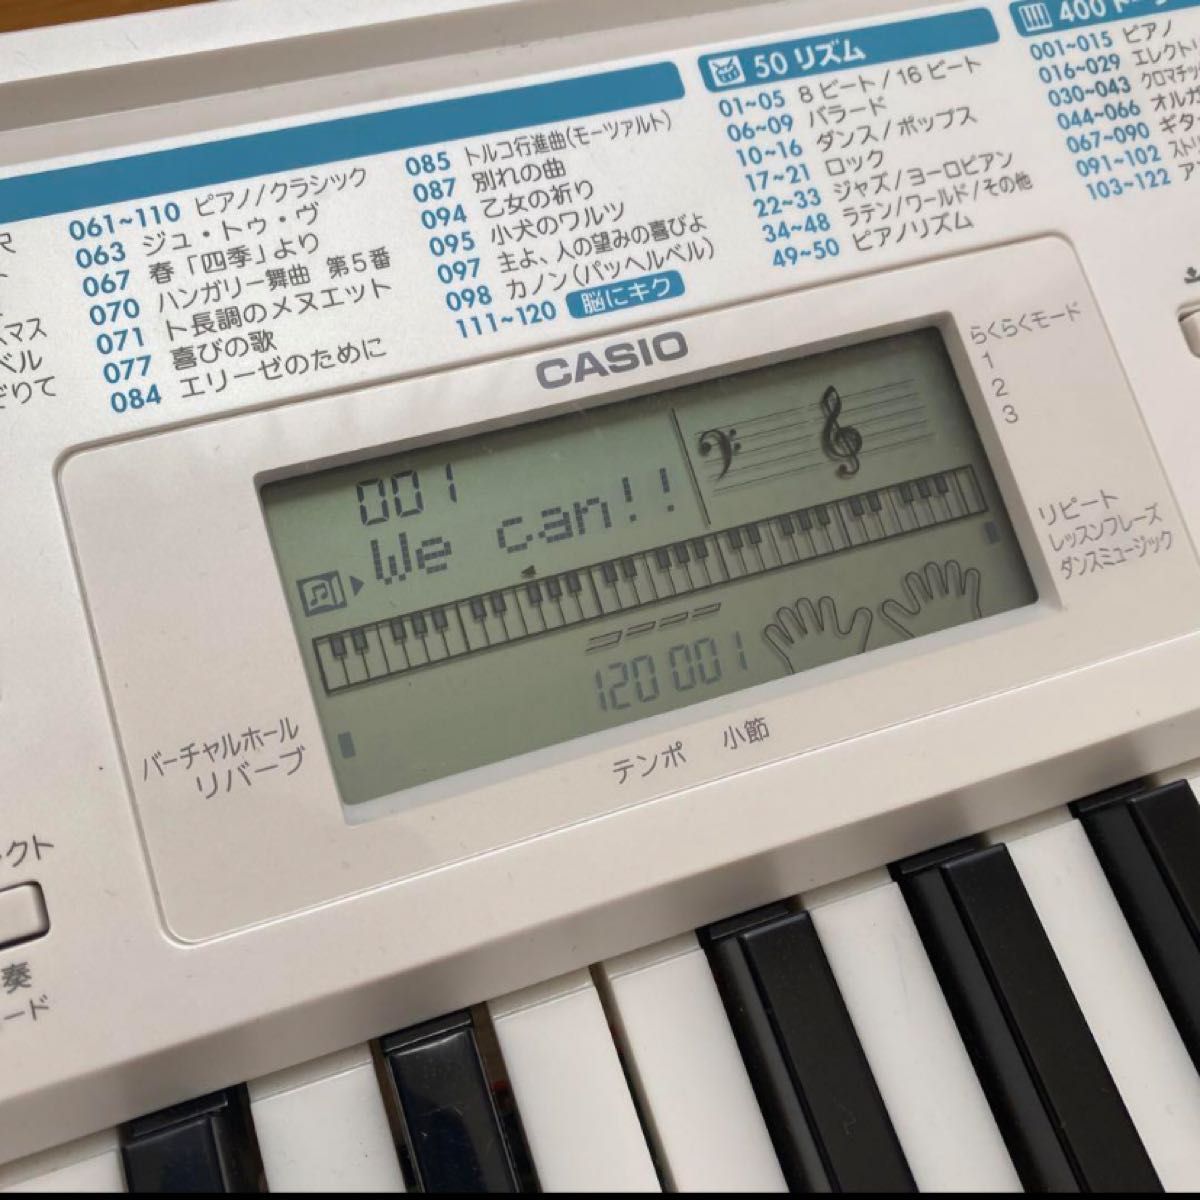 061~110 ピアノ/クラシック
063 ジュ・トゥ・ヴ
067 春「四季」より
070 ハンガリー舞曲 第5番
071 ト長調のメヌエット
077 喜びの歌
084 エリーゼのために
085 トルコ行進曲(モーツァルト)
087 別れの曲
094 乙女の祈り
095 小犬のワルツ
097 主よ、人の望みの喜びよ
098 カノン(パッヘルベル)
111~120 脳にキク
50 リズム
01~05 8ビート/16ビート
06~09 バラード
10~16 ダンス/ポップス
17~21 ロック
22~33 ジャズ/ヨーロピアン
34~48 ラテン/ワールド/その他
49~50 ピアノリズム
400
001~015 ピアノ
016~029 エレクト
030~043 クロマチッ
044~066 オルガ
067~090 ギタ
091~102 ストリ
103~122
マス
ベル
どりて
CASIO
らくらくモード
1
2
3
001
We can!!
リピート
レッスンフレーズ
ダンスミュージック
120 001
バーチャルホール
リバーブ
テンポ 小節
クト
奏
ード